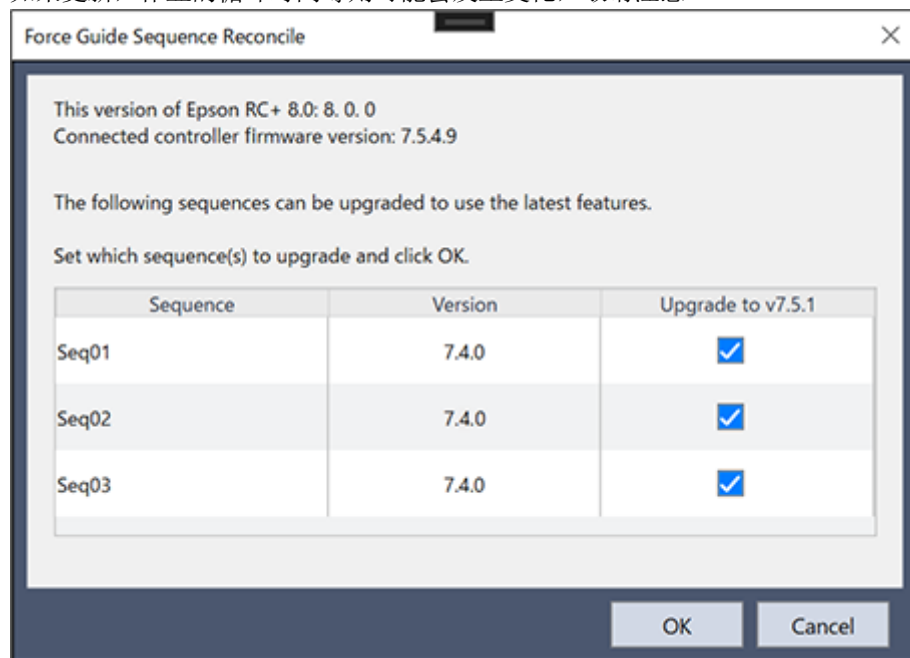 Force Guide Sequence Reconcile
This version of Epson RC+ 8.0: 8. 0. 0
Connected controller firmware version: 7.5.4.9
The following sequences can be upgraded to use the latest features.
Set which sequence(s) to upgrade and click OK.
Sequence Version Upgrade to v7.5.1
Seq01 7.4.0
Seq02 7.4.0
Seq03 7.4.0
OK Cancel